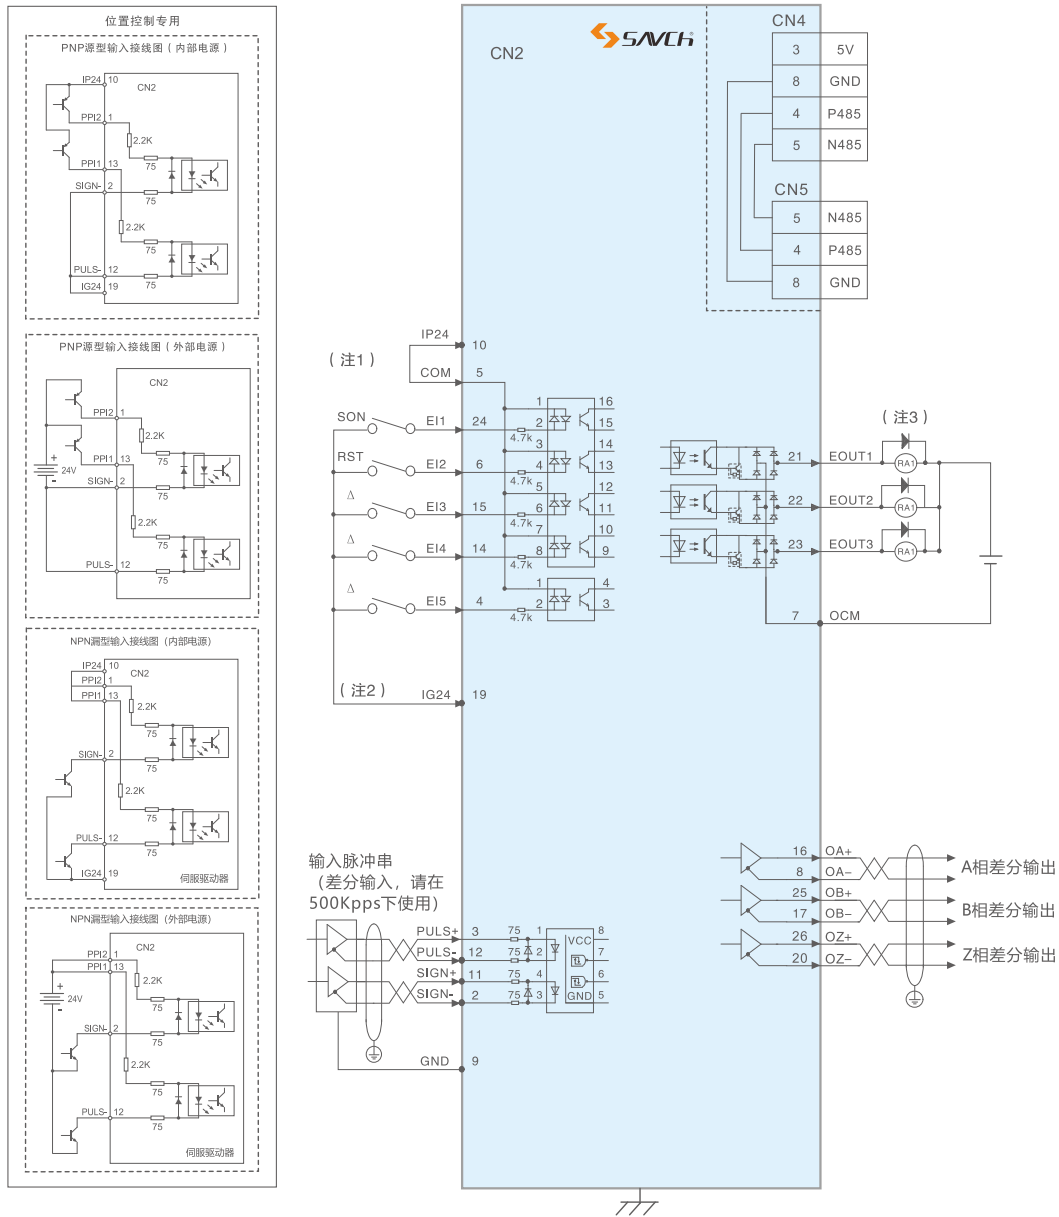 位置控制专用
PNP源型输入接线图（内部电源）
IP24 10
CN2
PPI2 1
2.2K
75
PPI1 13
SIGN- 2
75
2.2K
75
PULS- 12
75
IG24 19
PNP源型输入接线图（外部电源）
CN2
PPI2 1
2.2K
+
24V
-
PPI1 13
75
SIGN- 2
75
2.2K
75
PULS- 12
75
NPN漏型输入接线图(内部电源)
IP24 10
CN2
PPI2 1
PPI1 13
2.2K
75
SIGN- 2
75
2.2K
75
PULS- 12
75
IG24 19
伺服驱动器
NPN漏型输入接线图(外部电源)
CN2
PPI2 1
PPI1 13
2.2K
+
24V
-
75
SIGN- 2
75
2.2K
75
PULS- 12
75
伺服驱动器
CN2
SAVCH
CN4
3 5V
8 GND
4 P485
5 N485
CN5
5 N485
4 P485
8 GND
（注1）
IP24 10
COM 5
SON EI1 24 4.7k 1 2 16 15
RST EI2 6 4.7k 3 4 14 13
Δ EI3 15 4.7k 5 6 12 11
Δ EI4 14 4.7k 7 8 10 9
Δ EI5 4 4.7k 1 2 4 3
（注2）
IG24 19
（注3）
21 EOUT1 RA1
22 EOUT2 RA1
23 EOUT3 RA1
7 OCM
输入脉冲串
（差分输入，请在
500Kpps下使用）
PULS+ 3 75 1 VCC 8
PULS- 12 2 7
SIGN+ 11 75 4 6
SIGN- 2 75 3 GND 5
GND 9
16 OA+
8 OA-
A相差分输出
25 OB+
17 OB-
B相差分输出
26 OZ+
20 OZ-
Z相差分输出